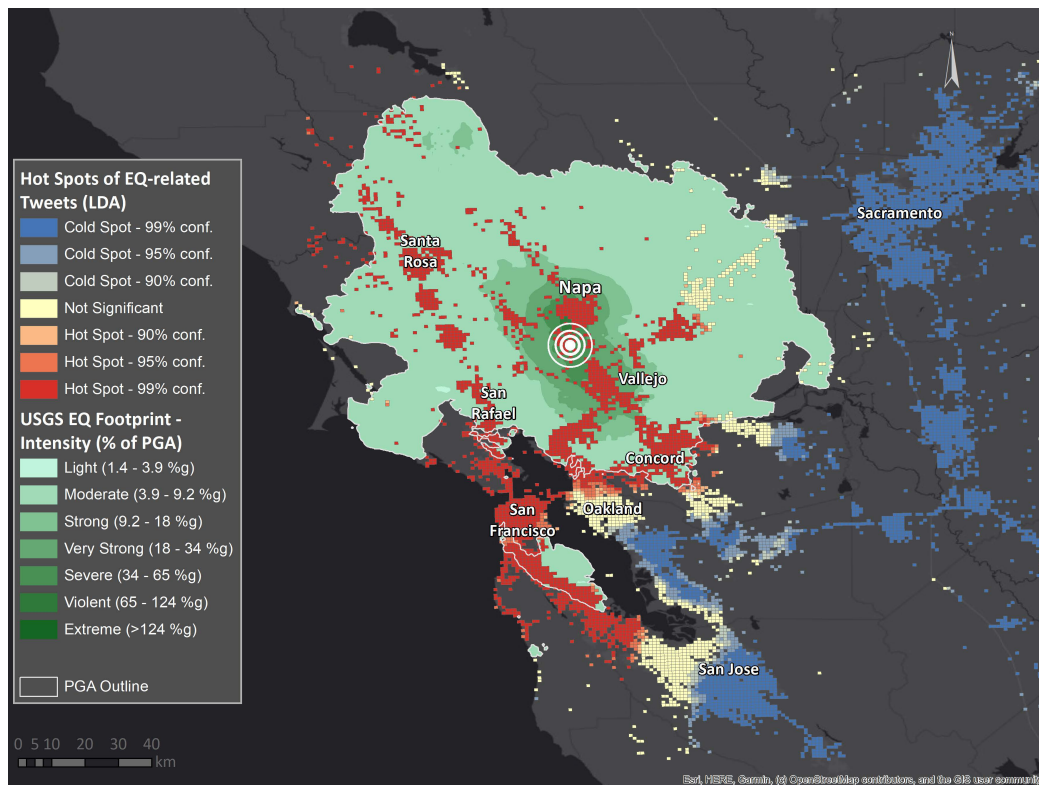 N
Hot Spots of EQ-related
Tweets (LDA)
Cold Spot - 99% conf.
Cold Spot - 95% conf.
Cold Spot - 90% conf.
Not Significant
Hot Spot - 90% conf.
Hot Spot - 95% conf.
Hot Spot - 99% conf.
USGS EQ Footprint -
Intensity (% of PGA)
Light (1.4 - 3.9 %g)
Moderate (3.9 - 9.2 %g)
Strong (9.2 - 18 %g)
Very Strong (18 - 34 %g)
Severe (34 - 65 %g)
Violent (65 - 124 %g)
Extreme (>124 %g)
PGA Outline
Sacramento
Santa
Rosa
Napa
Vallejo
San
Rafael
Concord
San
Francisco
Oakland
San Jose
0 5 10 20 30 40
km
Esri, HERE, Garmin, (c) OpenStreetMap contributors, and the GIS user community